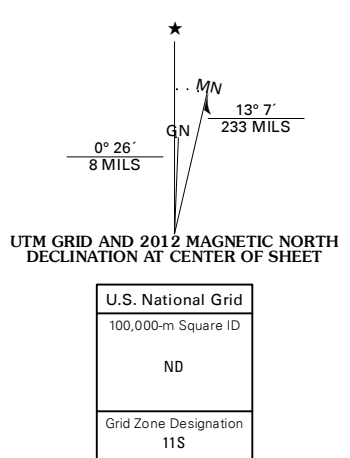 ★
MN
13° 7´
233 MILS
GN
0° 26´
8 MILS
UTM GRID AND 2012 MAGNETIC NORTH
DECLINATION AT CENTER OF SHEET
U.S. National Grid
100,000-m Square ID
ND
Grid Zone Designation
11S